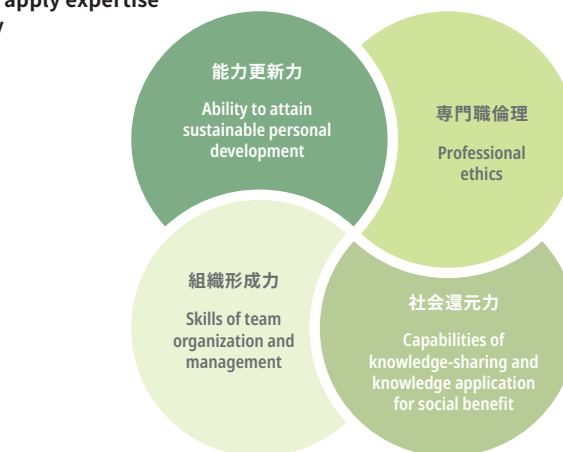 apply expertise
能力更新力
Ability to attain
sustainable personal
development
専門職倫理
Professional
ethics
組織形成力
Skills of team
organization and
management
社会還元力
Capabilities of
knowledge-sharing and
knowledge application
for social benefit